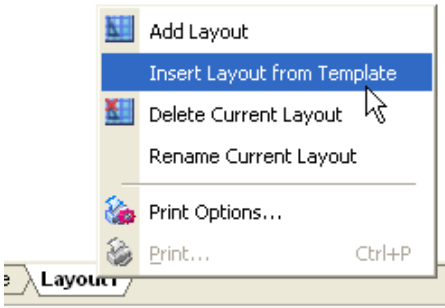 Add Layout
Insert Layout from Template
Delete Current Layout
Rename Current Layout
Print Options...
Print... Ctrl+P
Layout1